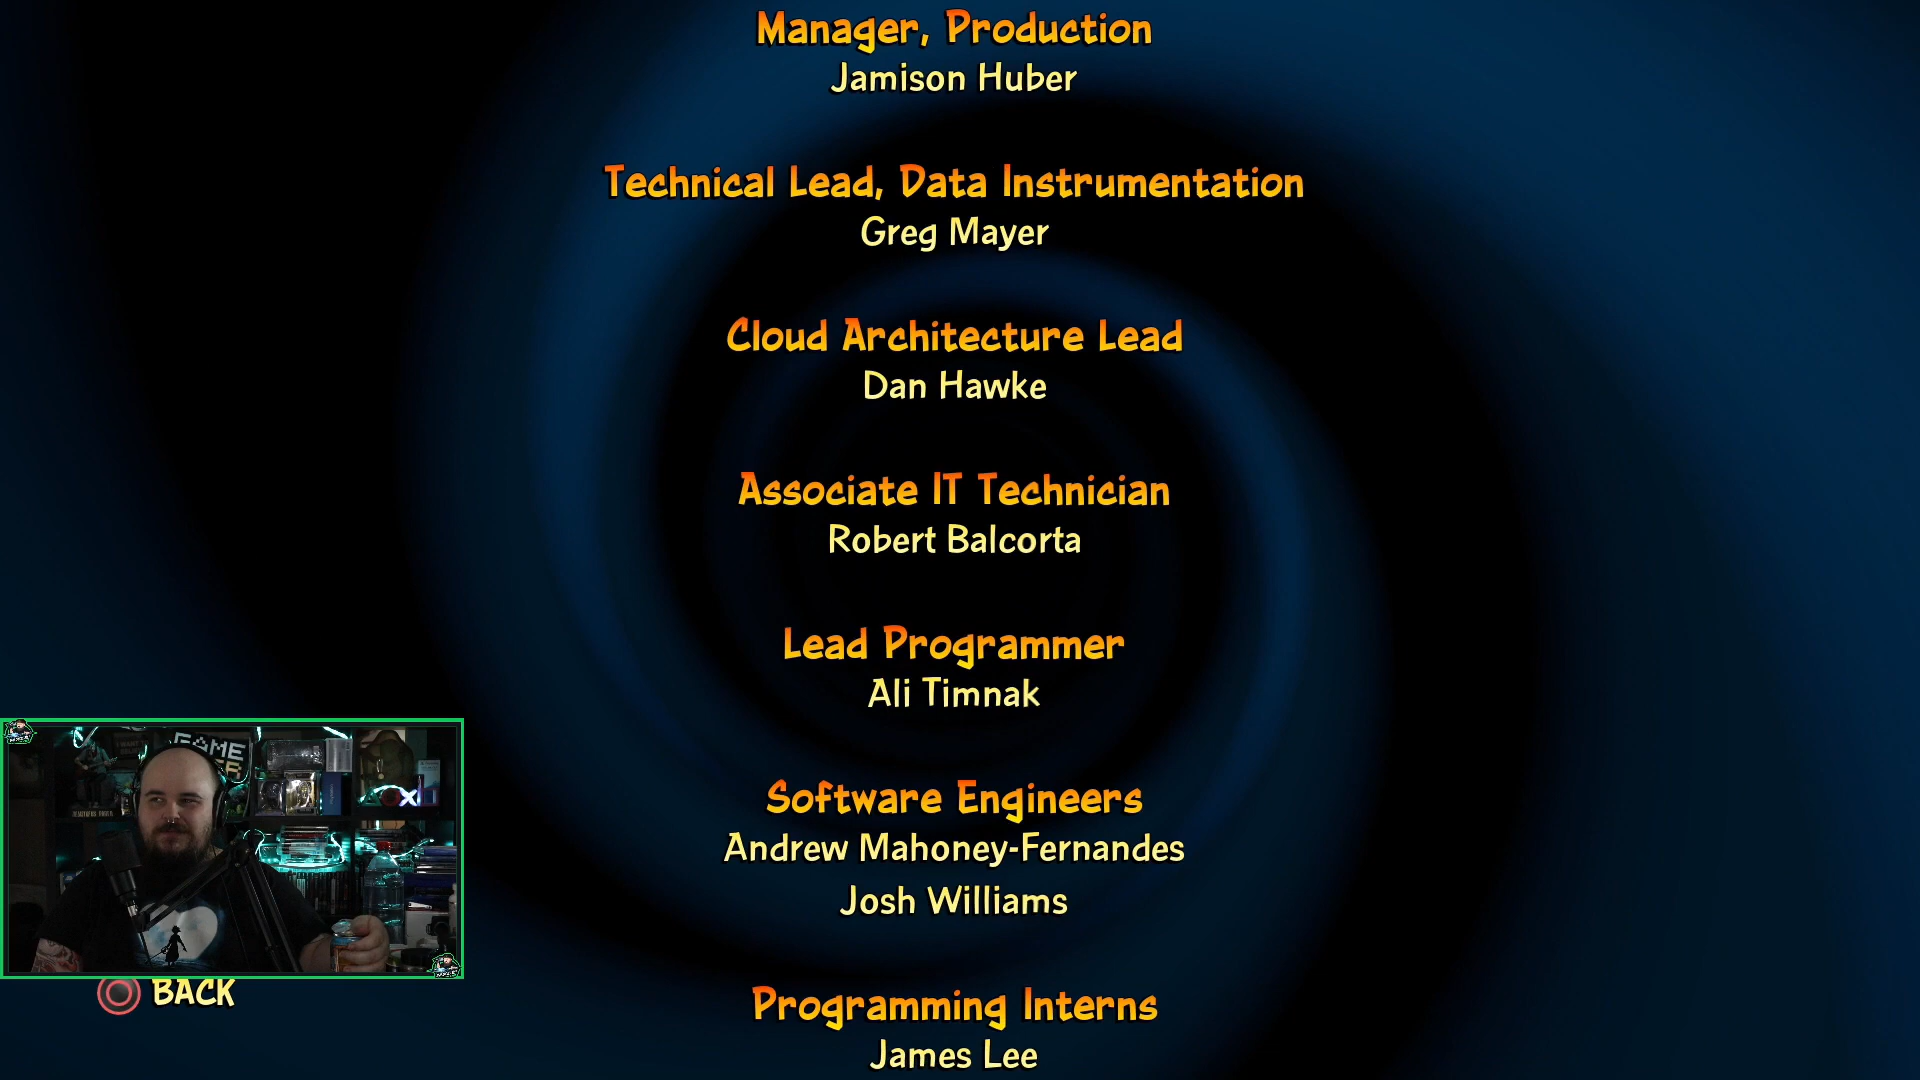 Manager, Production
Jamison Huber
Technical Lead, Data Instrumentation
Greg Mayer
Cloud Architecture Lead
Dan Hawke
Associate IT Technician
Robert Balcorta
Lead Programmer
Ali Timnak
Software Engineers
Andrew Mahoney-Fernandes
Josh Williams
Programming Interns
James Lee
GAME
BACK